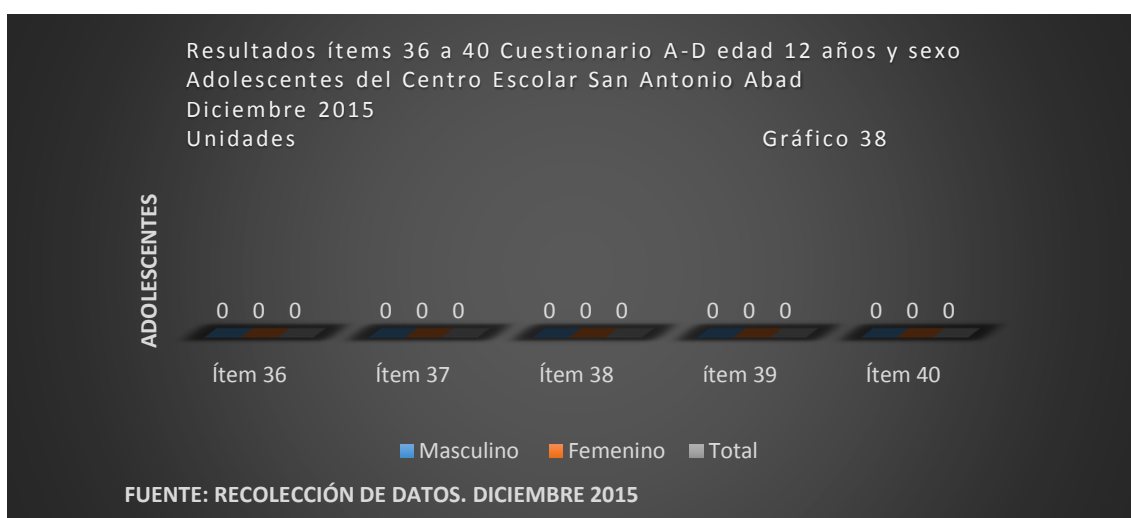 Resultados ítems 36 a 40 Cuestionario A-D edad 12 años y sexo
Adolescentes del Centro Escolar San Antonio Abad
Diciembre 2015
Unidades Gráfico 38
ADOLESCENTES
0 0 0 0 0 0 0 0 0 0 0 0 0 0 0
Ítem 36 Ítem 37 Ítem 38 ítem 39 Ítem 40
Masculino Femenino Total
FUENTE: RECOLECCIÓN DE DATOS. DICIEMBRE 2015